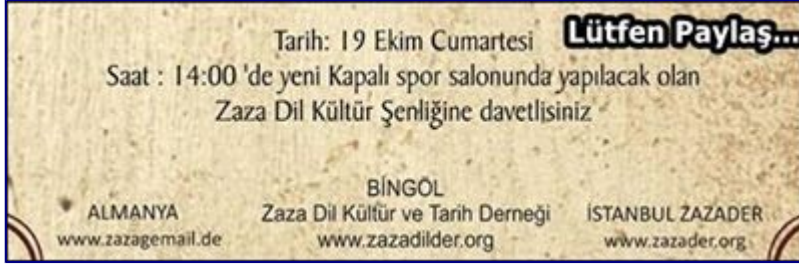 Lütfen Paylaş...
Tarih: 19 Ekim Cumartesi
Saat : 14:00 'de yeni Kapalı spor salonunda yapılacak olan
Zaza Dil Kültür Şenliğine davetlisiniz
ALMANYA
www.zazagemail.de
BİNGÖL
Zaza Dil Kültür ve Tarih Derneği
www.zazadilder.org
İSTANBUL ZAZADER
www.zazader.org